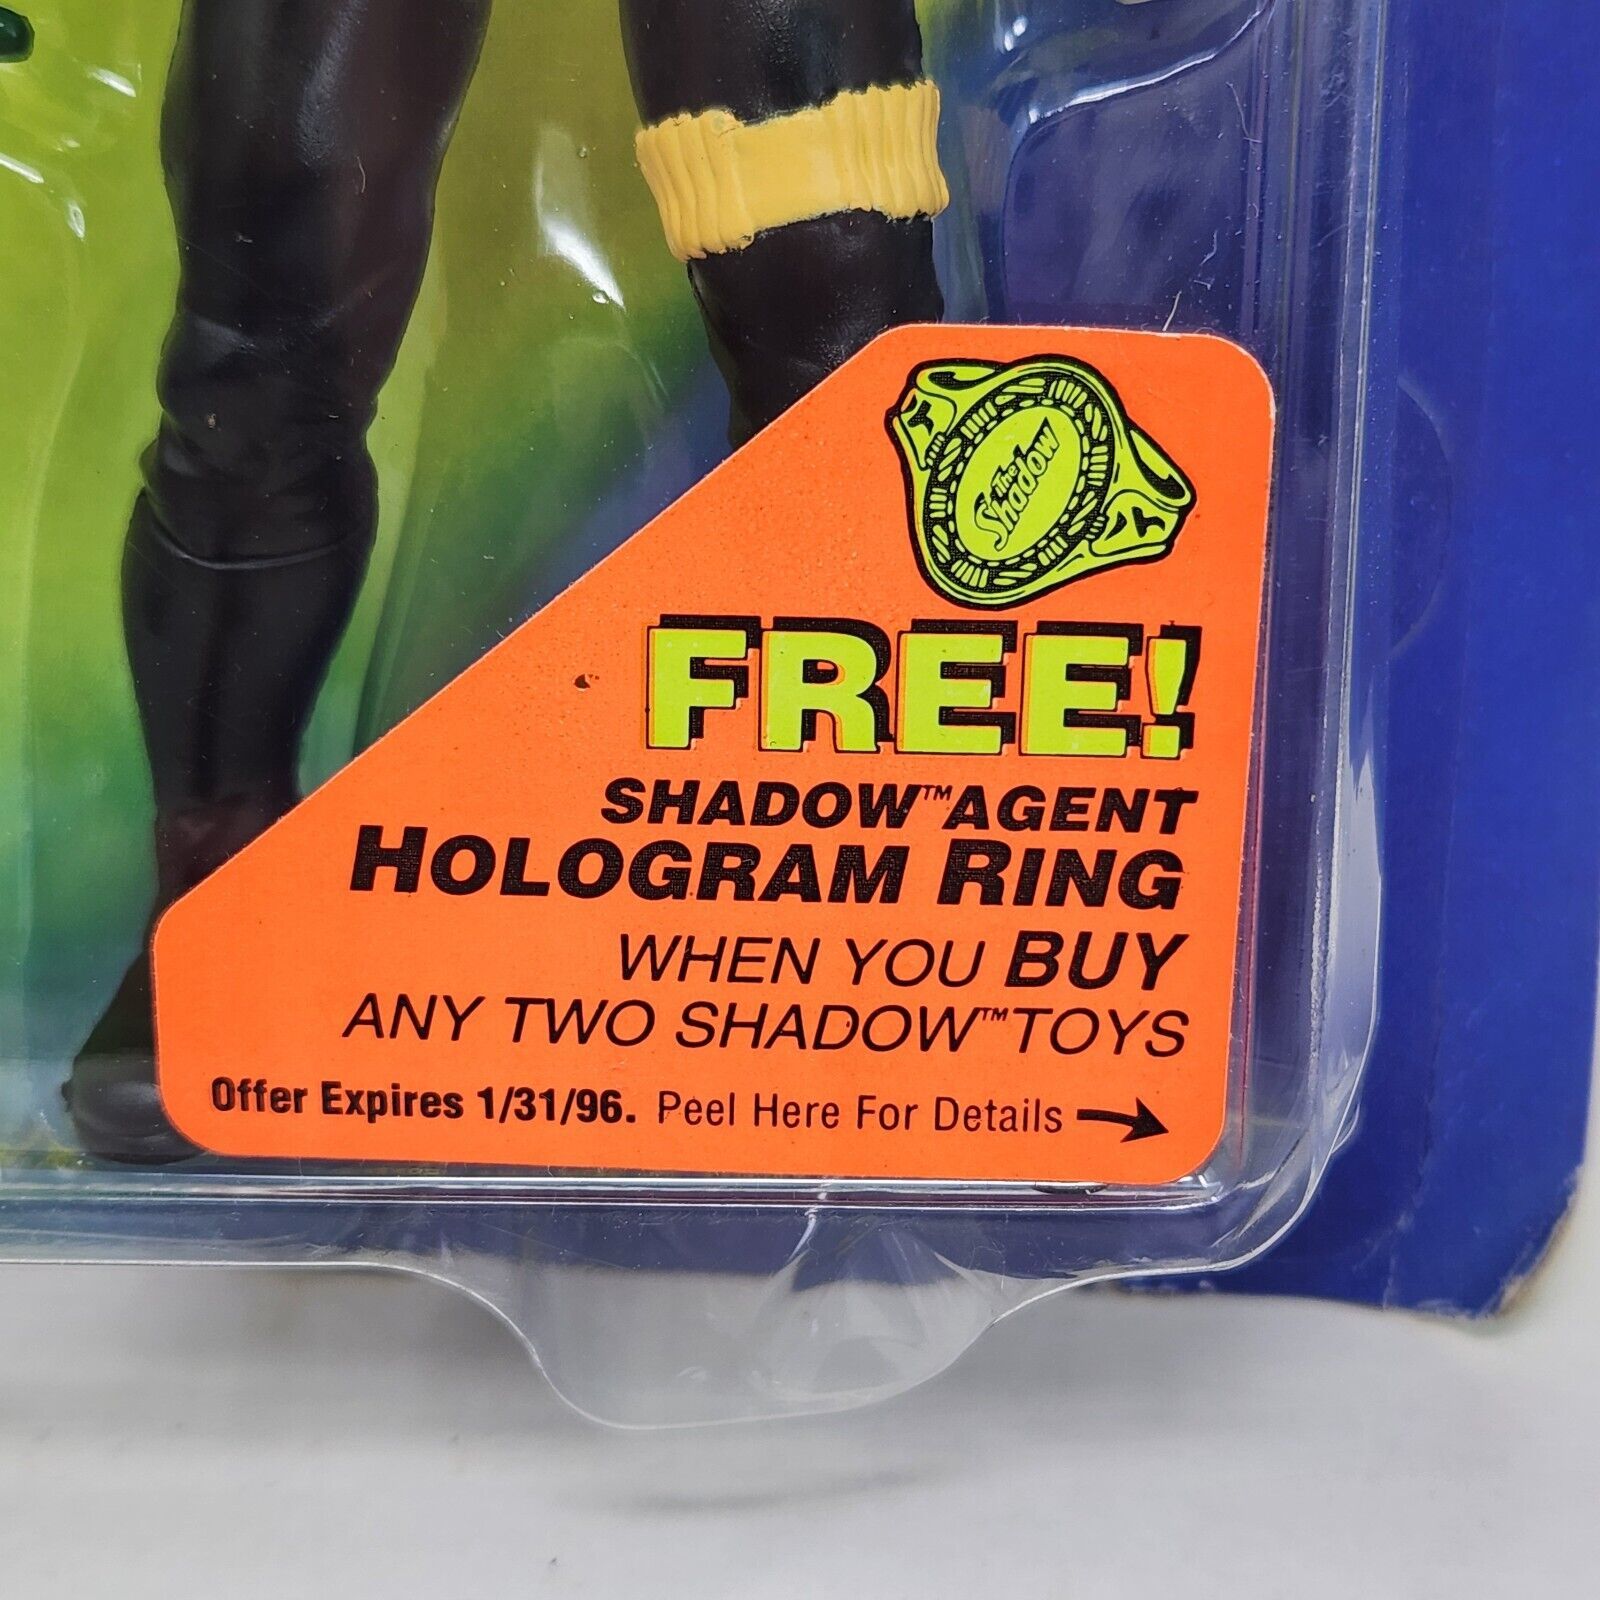 The
Shadow
FREE!
SHADOW™ AGENT
HOLOGRAM RING
WHEN YOU BUY
ANY TWO SHADOW™ TOYS
Offer Expires 1/31/96. Peel Here For Details